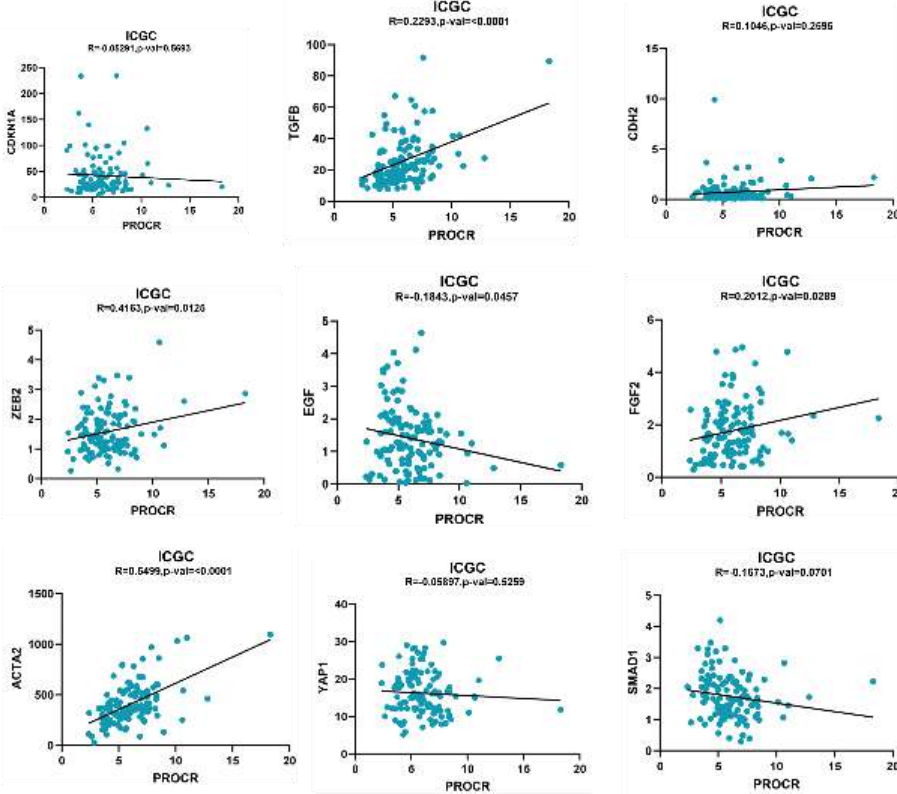 ICGC
R=-0.05291,p-val=0.5693
250
200
150
100
50
0
CDKN1A
0 5 10 15 20
PROCR
ICGC
R=0.2293,p-val=<0.0001
100
80
60
40
20
0
TGFB
0 5 10 15 20
PROCR
ICGC
R=0.1046,p-val=0.2696
15
10
5
0
CDH2
0 5 10 15 20
PROCR
ICGC
R=0.4163,p-val=0.0126
5
4
3
2
1
0
ZEB2
0 5 10 15 20
PROCR
ICGC
R=-0.1843,p-val=0.0457
5
4
3
2
1
0
EGF
0 5 10 15 20
PROCR
ICGC
R=0.2012,p-val=0.0289
6
4
2
0
FGF2
0 5 10 15 20
PROCR
ICGC
R=0.5499,p-val=<0.0001
1500
1000
500
0
ACTA2
0 5 10 15 20
PROCR
ICGC
R=-0.05897,p-val=0.5259
40
30
20
10
0
YAP1
0 5 10 15 20
PROCR
ICGC
R=-0.1673,p-val=0.0701
5
4
3
2
1
0
SMAD1
0 5 10 15 20
PROCR